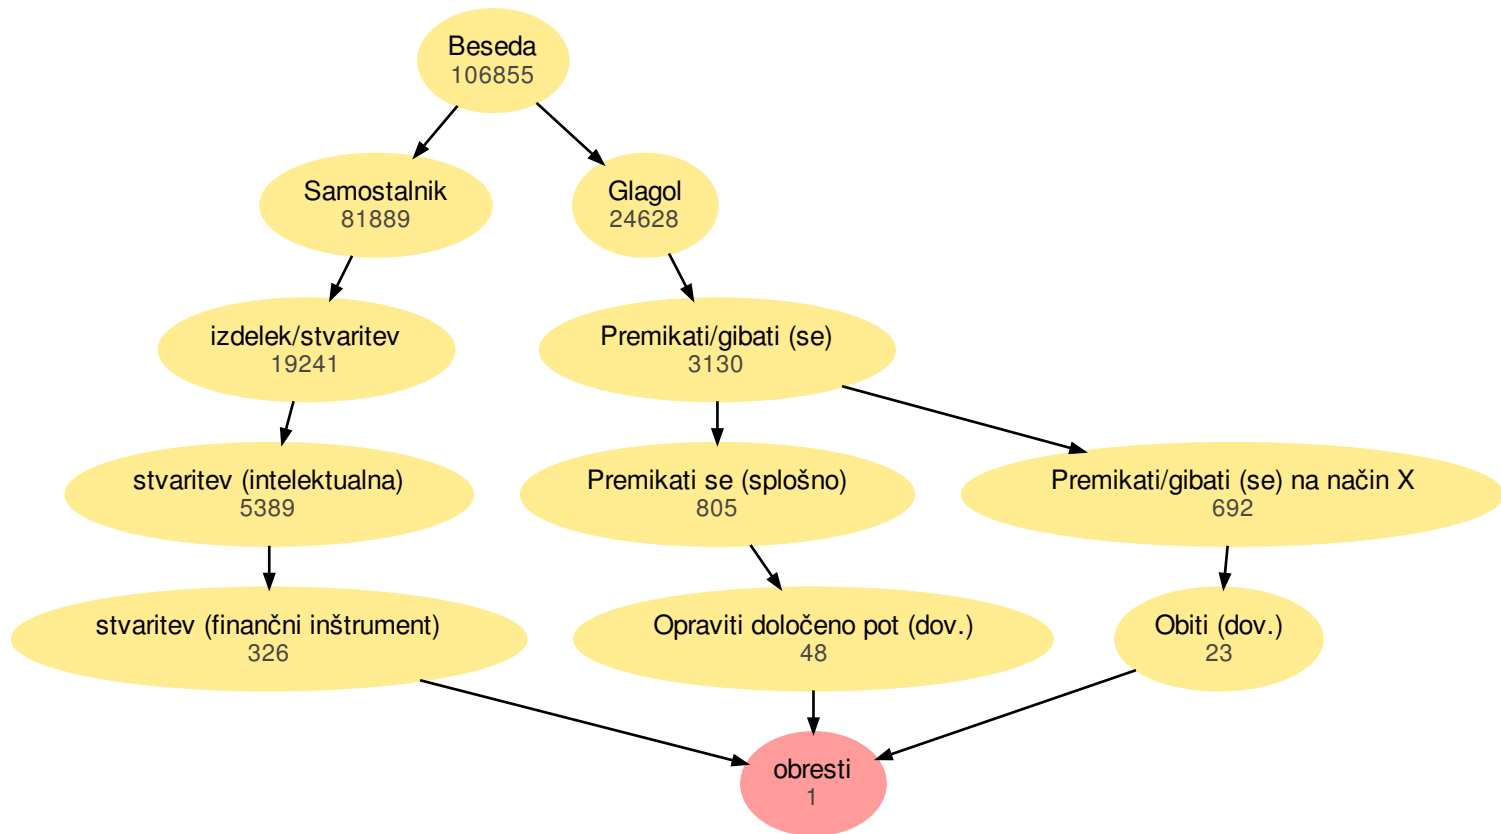 Beseda
106855
Samostalnik
81889
Glagol
24628
izdelek/stvaritev
19241
Premikati/gibati (se)
3130
stvaritev (intelektualna)
5389
Premikati se (splošno)
805
Premikati/gibati (se) na način X
692
stvaritev (finančni inštrument)
326
Opraviti določeno pot (dov.)
48
Obiti (dov.)
23
obresti
1